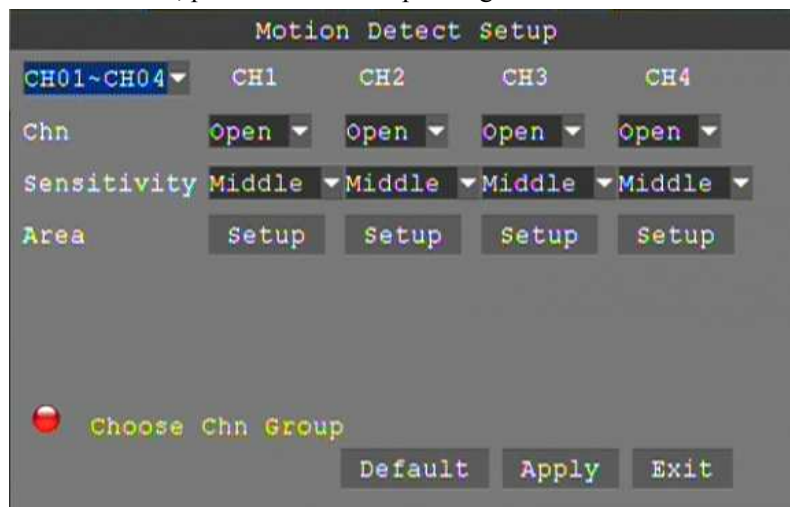 Motion Detect Setup
CH01~CH04 CH1 CH2 CH3 CH4
Chn Open Open Open Open
Sensitivity Middle Middle Middle Middle
Area Setup Setup Setup Setup
Choose Chn Group
Default Apply Exit